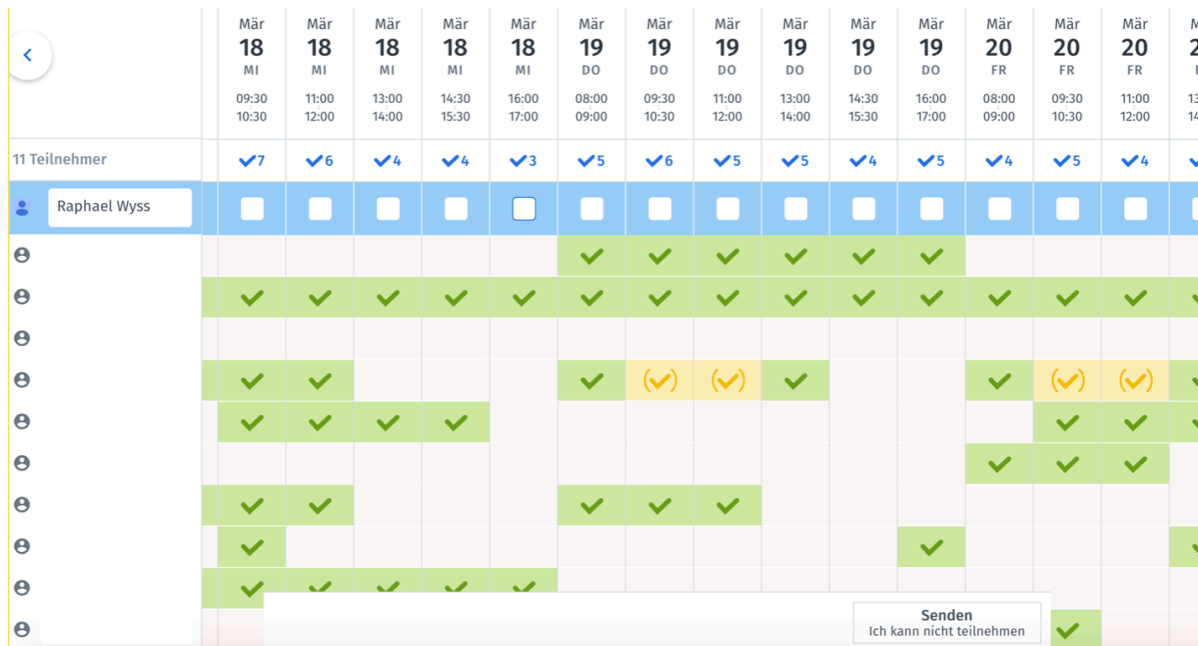 Mär Mär Mär Mär Mär Mär Mär Mär Mär Mär Mär Mär Mär Mär
18 18 18 18 18 19 19 19 19 19 19 20 20 20
MI MI MI MI MI DO DO DO DO DO DO FR FR FR
09:30 11:00 13:00 14:30 16:00 08:00 09:30 11:00 13:00 14:30 16:00 08:00 09:30 11:00
10:30 12:00 14:00 15:30 17:00 09:00 10:30 12:00 14:00 15:30 17:00 09:00 10:30 12:00
11 Teilnehmer 7 6 4 4 3 5 6 5 5 4 5 4 5 4
Raphael Wyss
Senden
Ich kann nicht teilnehmen